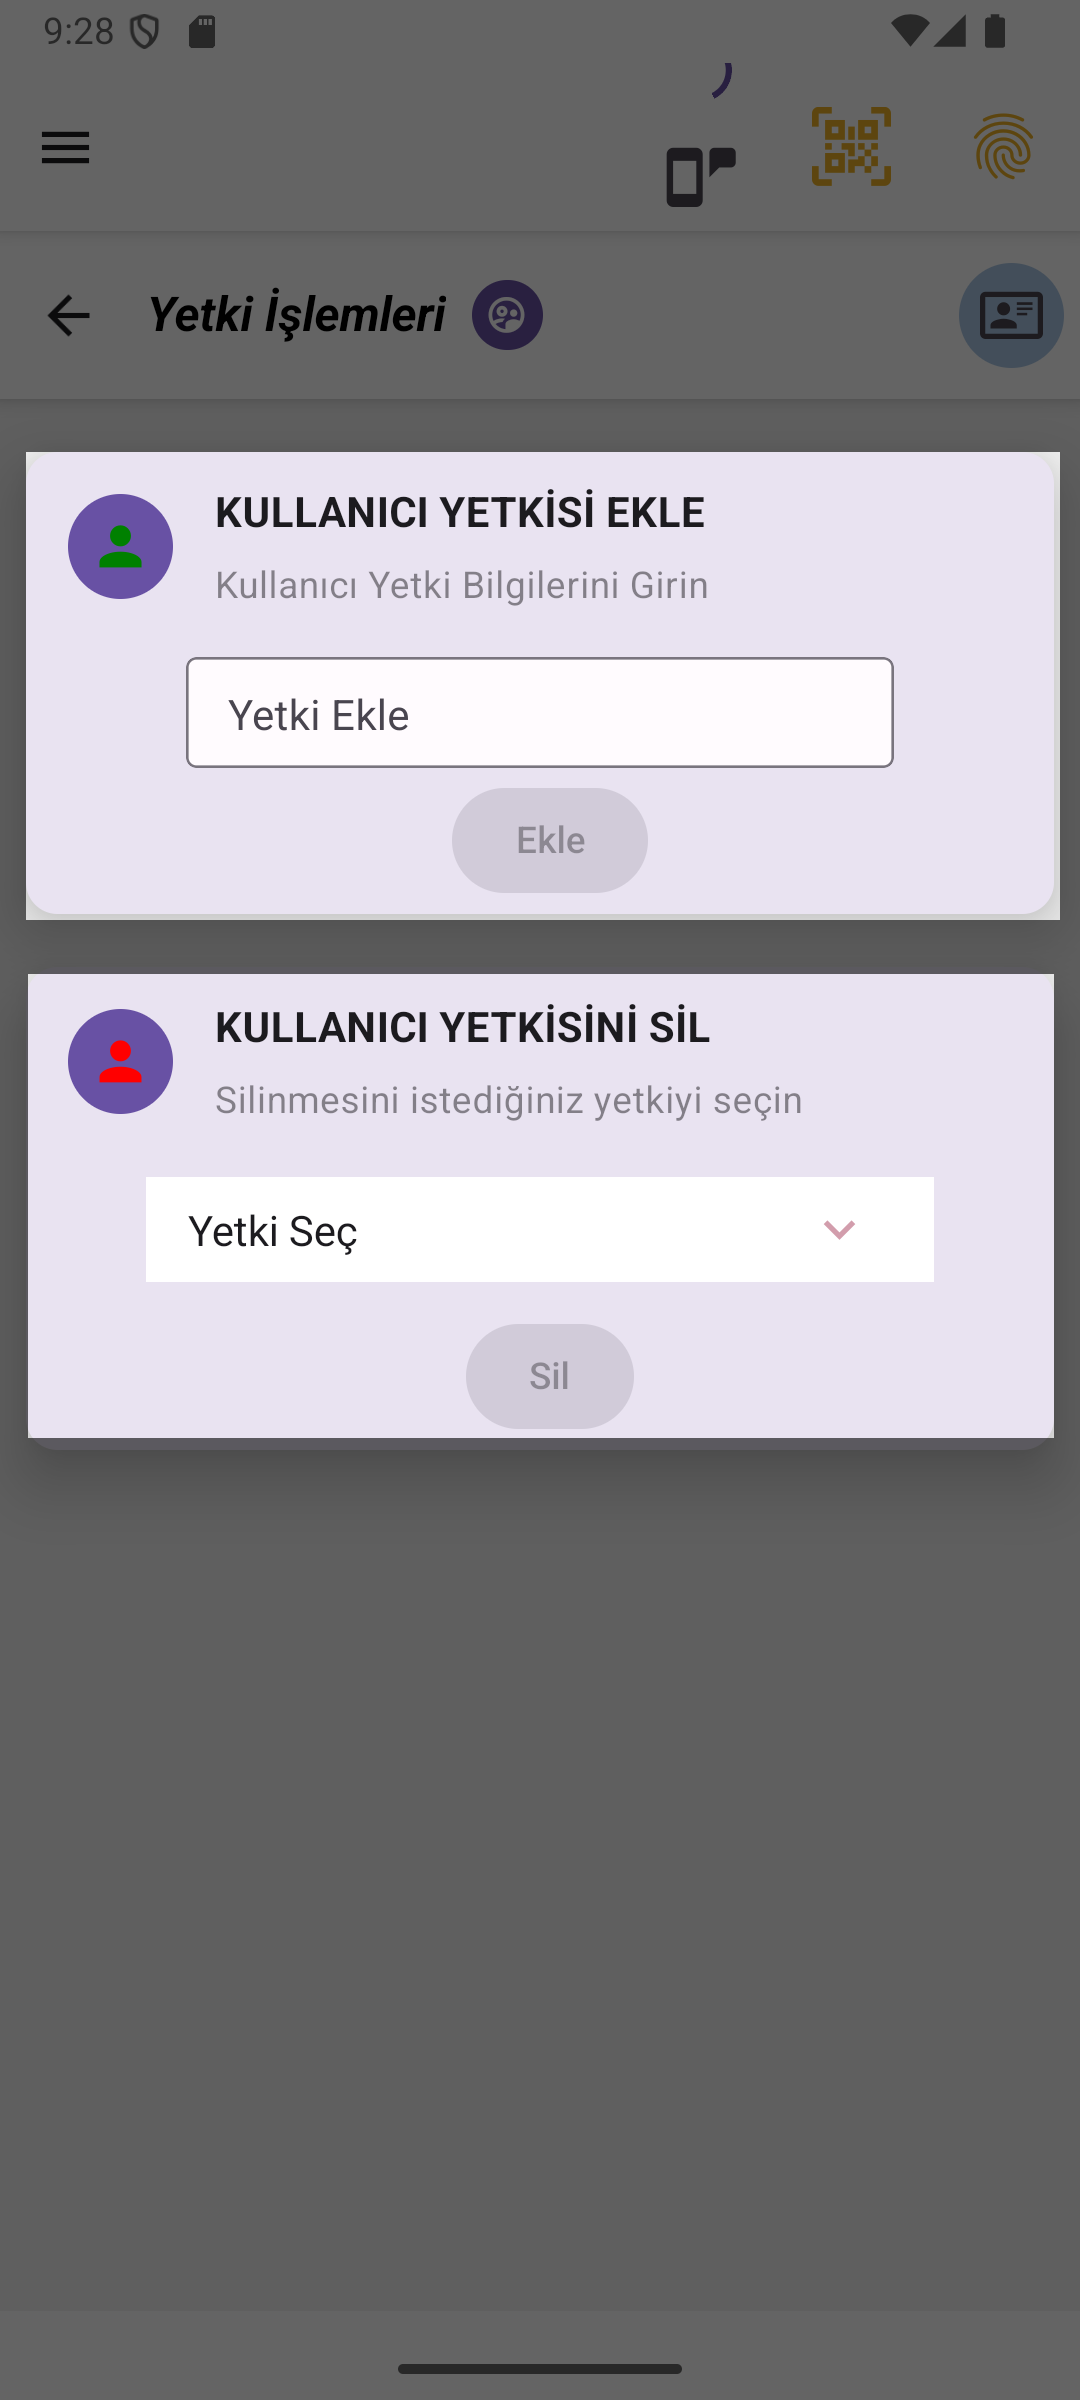 9:28
Yetki İşlemleri
KULLANICI YETKİSİ EKLE
Kullanıcı Yetki Bilgilerini Girin
Yetki Ekle
Ekle
KULLANICI YETKİSİNİ SİL
Silinmesini istediğiniz yetkiyi seçin
Yetki Seç
Sil